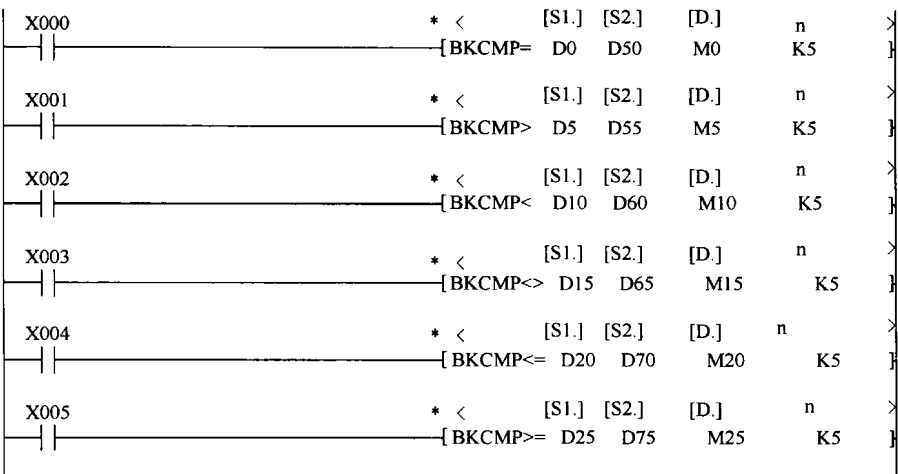 X000 * < [S1.] [S2.] [D.] n >
[BKCMP= D0 D50 M0 K5 ]
X001 * < [S1.] [S2.] [D.] n >
[BKCMP> D5 D55 M5 K5 ]
X002 * < [S1.] [S2.] [D.] n >
[BKCMP< D10 D60 M10 K5 ]
X003 * < [S1.] [S2.] [D.] n >
[BKCMP<> D15 D65 M15 K5 ]
X004 * < [S1.] [S2.] [D.] n >
[BKCMP<= D20 D70 M20 K5 ]
X005 * < [S1.] [S2.] [D.] n >
[BKCMP>= D25 D75 M25 K5 ]